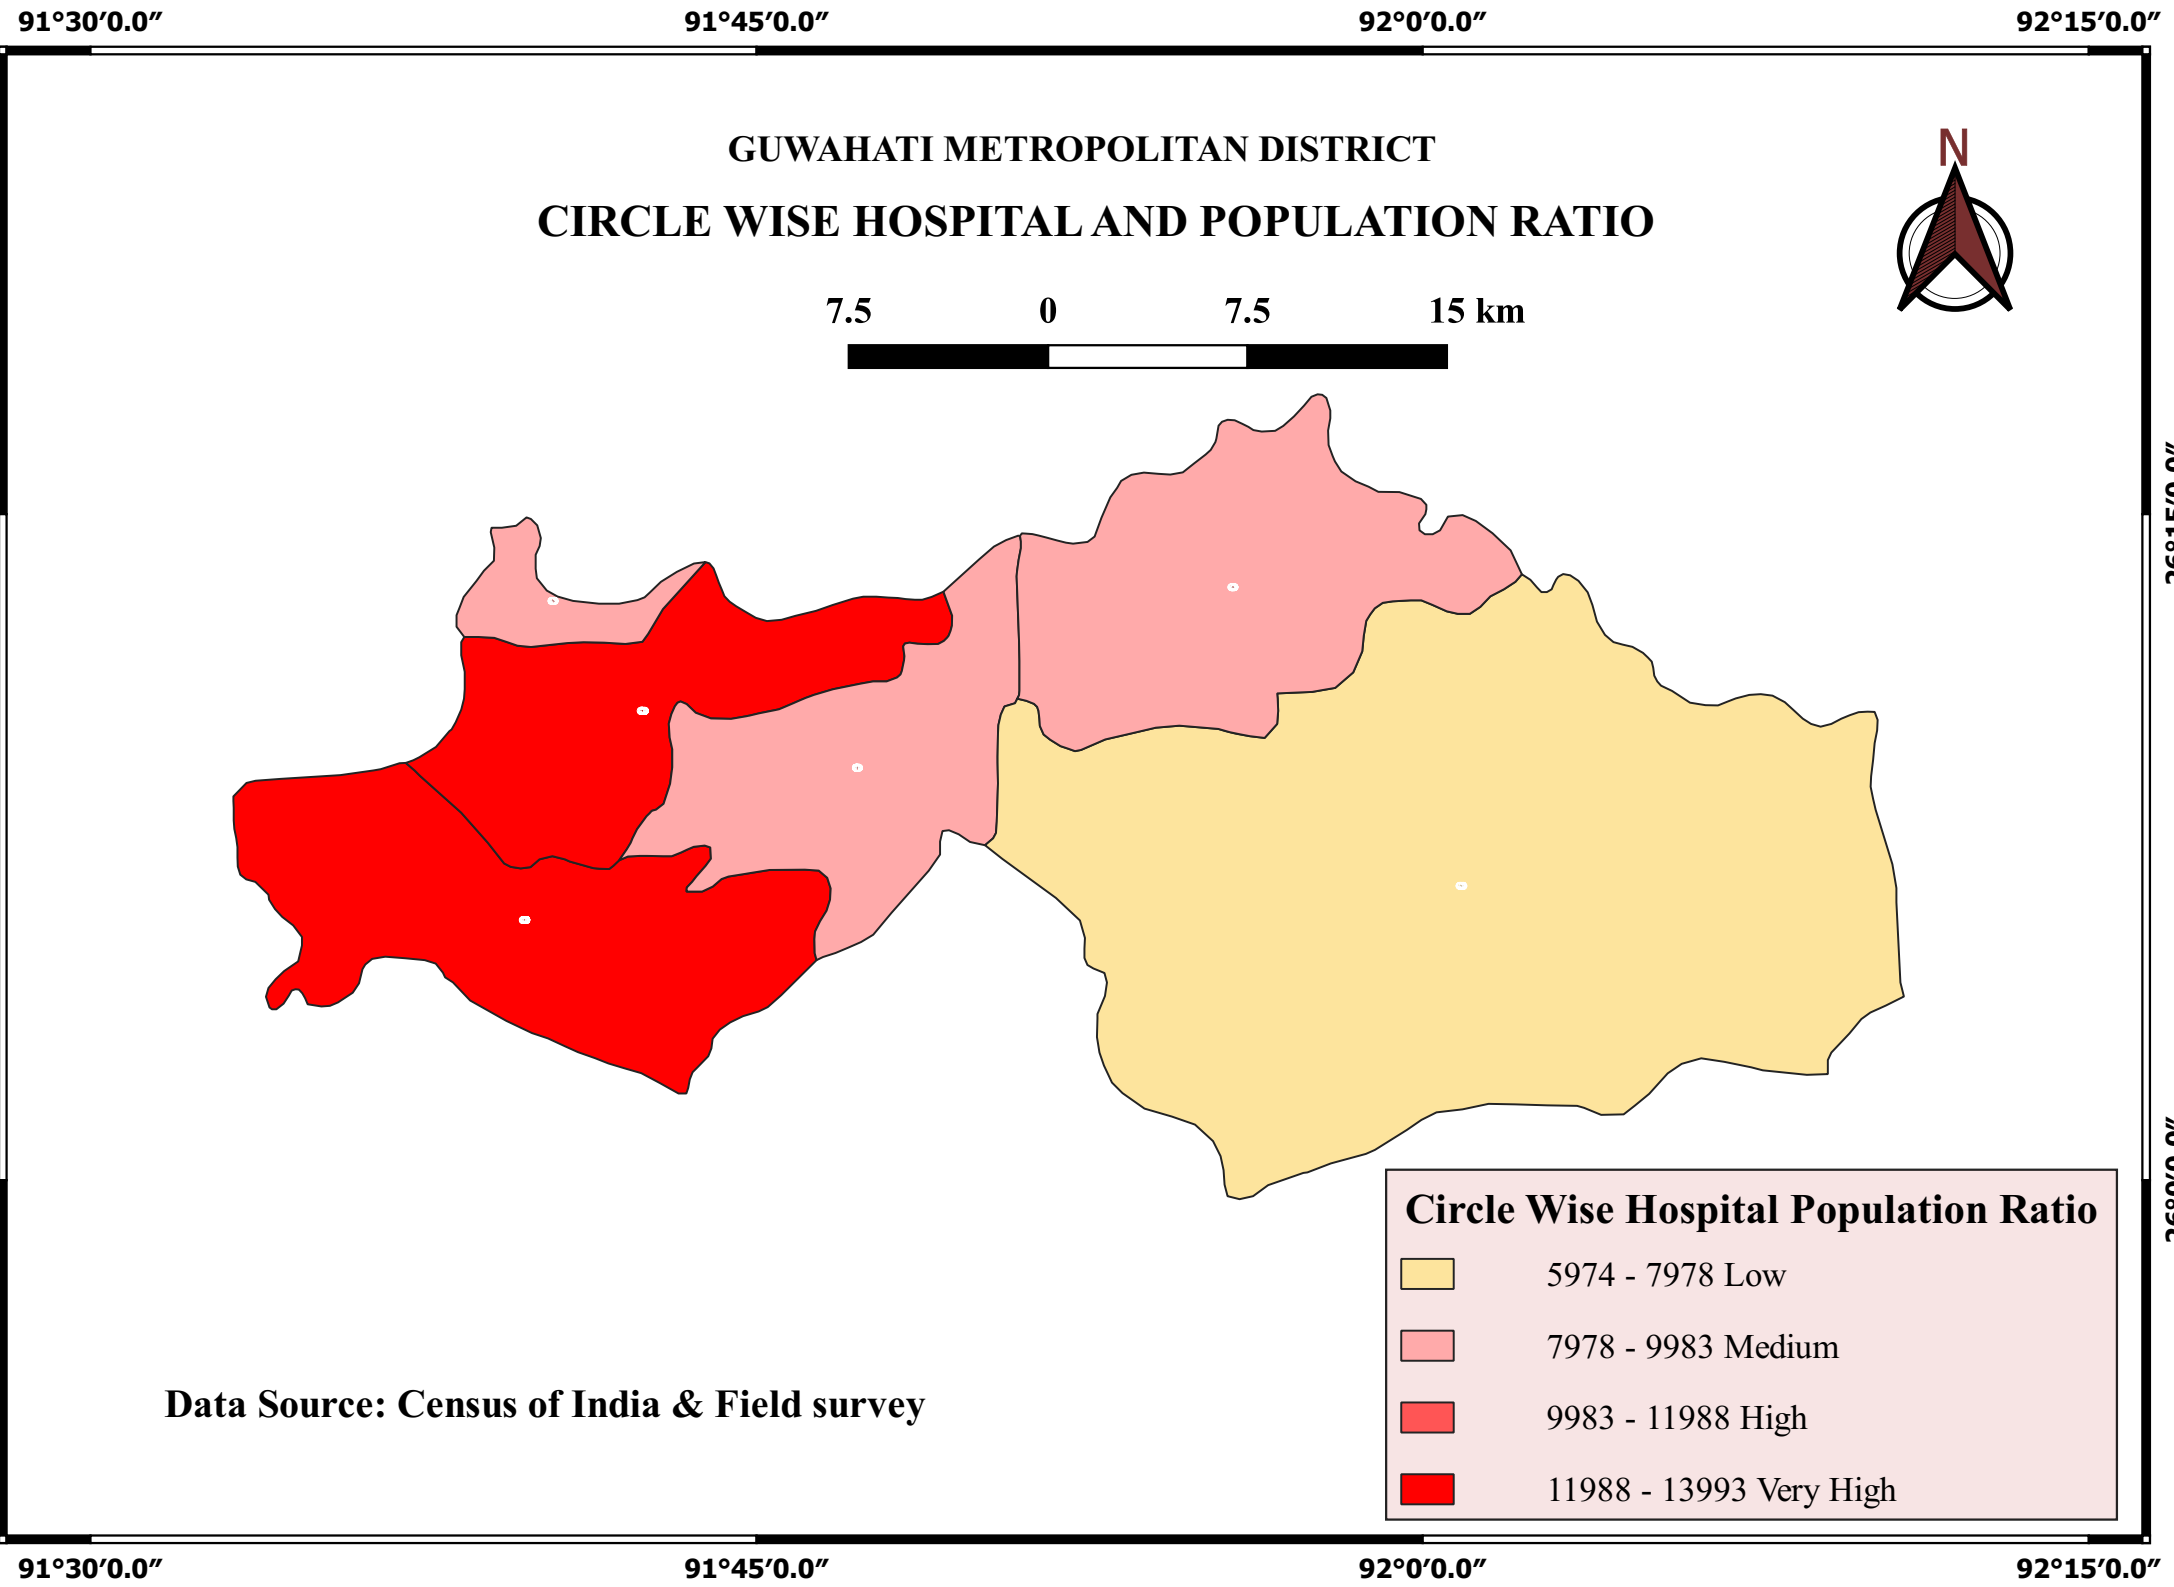 91°30′0.0″ 91°45′0.0″ 92°0′0.0″ 92°15′0.0″
GUWAHATI METROPOLITAN DISTRICT
N
CIRCLE WISE HOSPITAL AND POPULATION RATIO
7.5 0 7.5 15 km
Circle Wise Hospital Population Ratio
5974 - 7978 Low
7978 - 9983 Medium
9983 - 11988 High
11988 - 13993 Very High
Data Source: Census of India & Field survey
91°30′0.0″ 91°45′0.0″ 92°0′0.0″ 92°15′0.0″